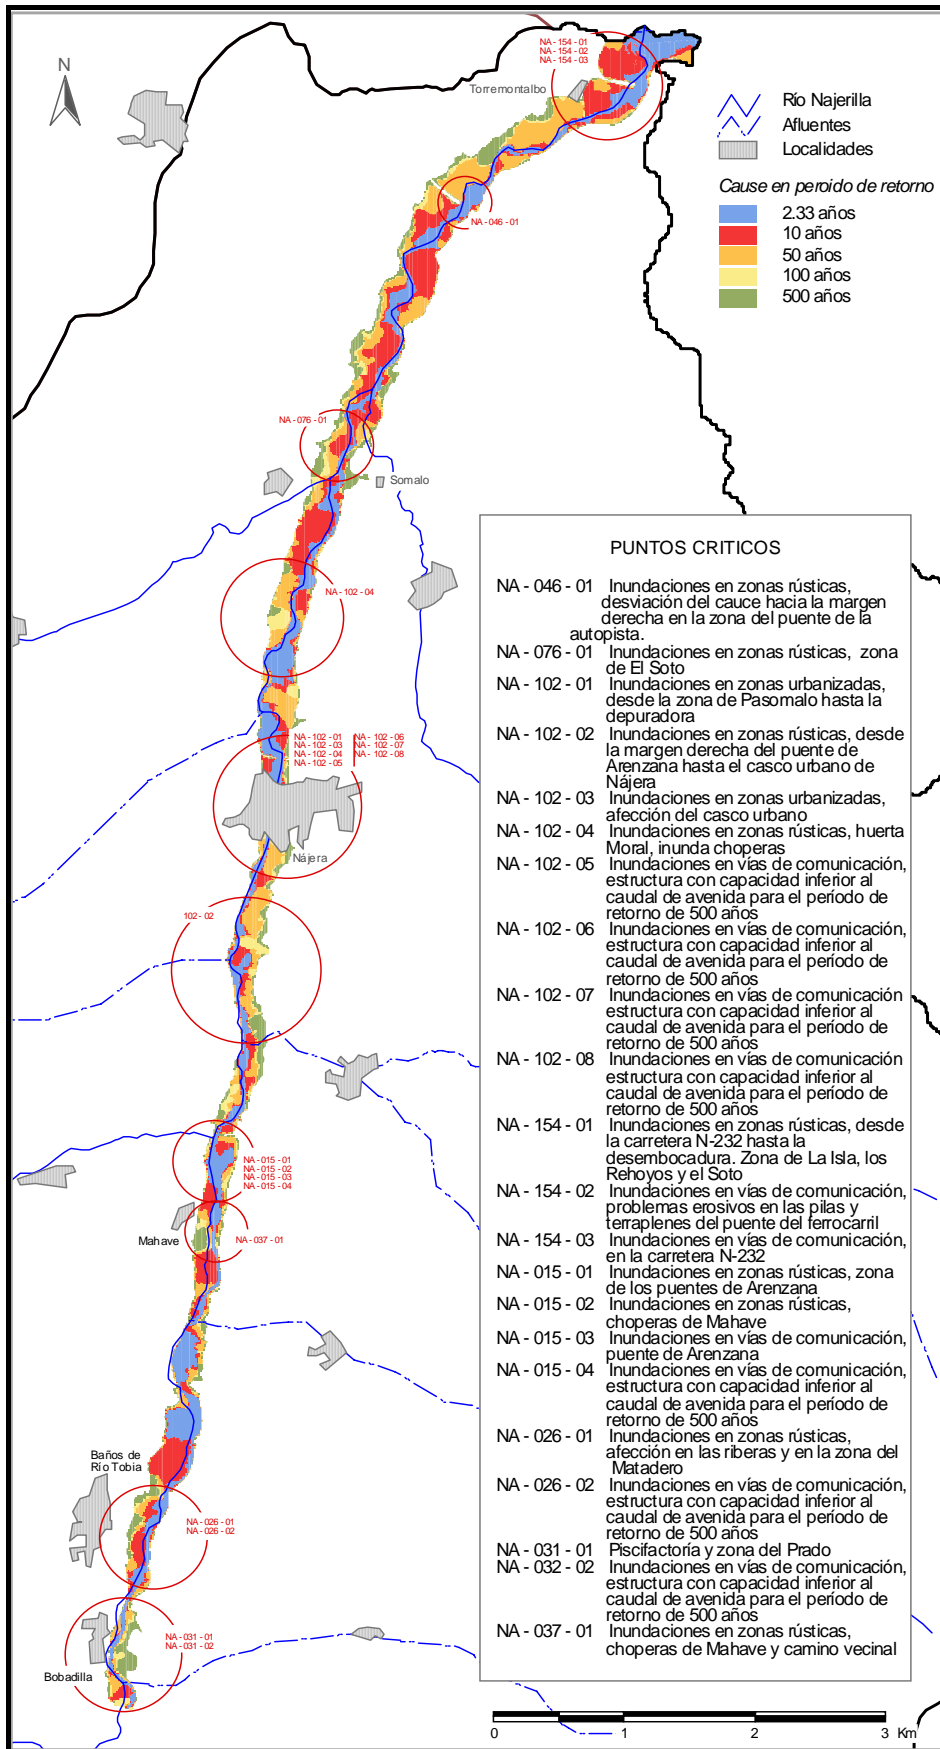 N
NA - 154 - 01
NA - 154 - 02
NA - 154 - 03
Torremontalbo
Río Najerilla
Afluentes
Localidades
Cause en peroido de retorno
2.33 años
10 años
50 años
100 años
500 años
NA - 046 - 01
NA - 076 - 01
Somalo
NA - 102 - 04
NA - 102 - 01
NA - 102 - 03
NA - 102 - 04
NA - 102 - 05
NA - 102 - 06
NA - 102 - 07
NA - 102 - 08
Nájera
102 - 02
NA - 015 - 01
NA - 015 - 02
NA - 015 - 03
NA - 015 - 04
Mahave
NA - 037 - 01
Baños de
Río Tobia
NA - 026 - 01
NA - 026 - 02
NA - 031 - 01
NA - 031 - 02
Bobadilla
PUNTOS CRITICOS
NA - 046 - 01 Inundaciones en zonas rústicas,
desviación del cauce hacia la margen
derecha en la zona del puente de la
autopista.
NA - 076 - 01 Inundaciones en zonas rústicas, zona
de El Soto
NA - 102 - 01 Inundaciones en zonas urbanizadas,
desde la zona de Pasomalo hasta la
depuradora
NA - 102 - 02 Inundaciones en zonas rústicas, desde
la margen derecha del puente de
Arenzana hasta el casco urbano de
Nájera
NA - 102 - 03 Inundaciones en zonas urbanizadas,
afección del casco urbano
NA - 102 - 04 Inundaciones en zonas rústicas, huerta
Moral, inunda choperas
NA - 102 - 05 Inundaciones en vías de comunicación,
estructura con capacidad inferior al
caudal de avenida para el período de
retorno de 500 años
NA - 102 - 06 Inundaciones en vías de comunicación,
estructura con capacidad inferior al
caudal de avenida para el período de
retorno de 500 años
NA - 102 - 07 Inundaciones en vías de comunicación
estructura con capacidad inferior al
caudal de avenida para el período de
retorno de 500 años
NA - 102 - 08 Inundaciones en vías de comunicación
estructura con capacidad inferior al
caudal de avenida para el período de
retorno de 500 años
NA - 154 - 01 Inundaciones en zonas rústicas, desde
la carretera N-232 hasta la
desembocadura. Zona de La Isla, los
Rehoyos y el Soto
NA - 154 - 02 Inundaciones en vías de comunicación,
problemas erosivos en las pilas y
terraplenes del puente del ferrocarril
NA - 154 - 03 Inundaciones en vías de comunicación,
en la carretera N-232
NA - 015 - 01 Inundaciones en zonas rústicas, zona
de los puentes de Arenzana
NA - 015 - 02 Inundaciones en zonas rústicas,
choperas de Mahave
NA - 015 - 03 Inundaciones en vías de comunicación,
puente de Arenzana
NA - 015 - 04 Inundaciones en vías de comunicación,
estructura con capacidad inferior al
caudal de avenida para el período de
retorno de 500 años
NA - 026 - 01 Inundaciones en zonas rústicas,
afección en las riberas y en la zona del
Matadero
NA - 026 - 02 Inundaciones en vías de comunicación,
estructura con capacidad inferior al
caudal de avenida para el período de
retorno de 500 años
NA - 031 - 01 Piscifactoría y zona del Prado
NA - 032 - 02 Inundaciones en vías de comunicación,
estructura con capacidad inferior al
caudal de avenida para el período de
retorno de 500 años
NA - 037 - 01 Inundaciones en zonas rústicas,
choperas de Mahave y camino vecinal
0 1 2 3 Km